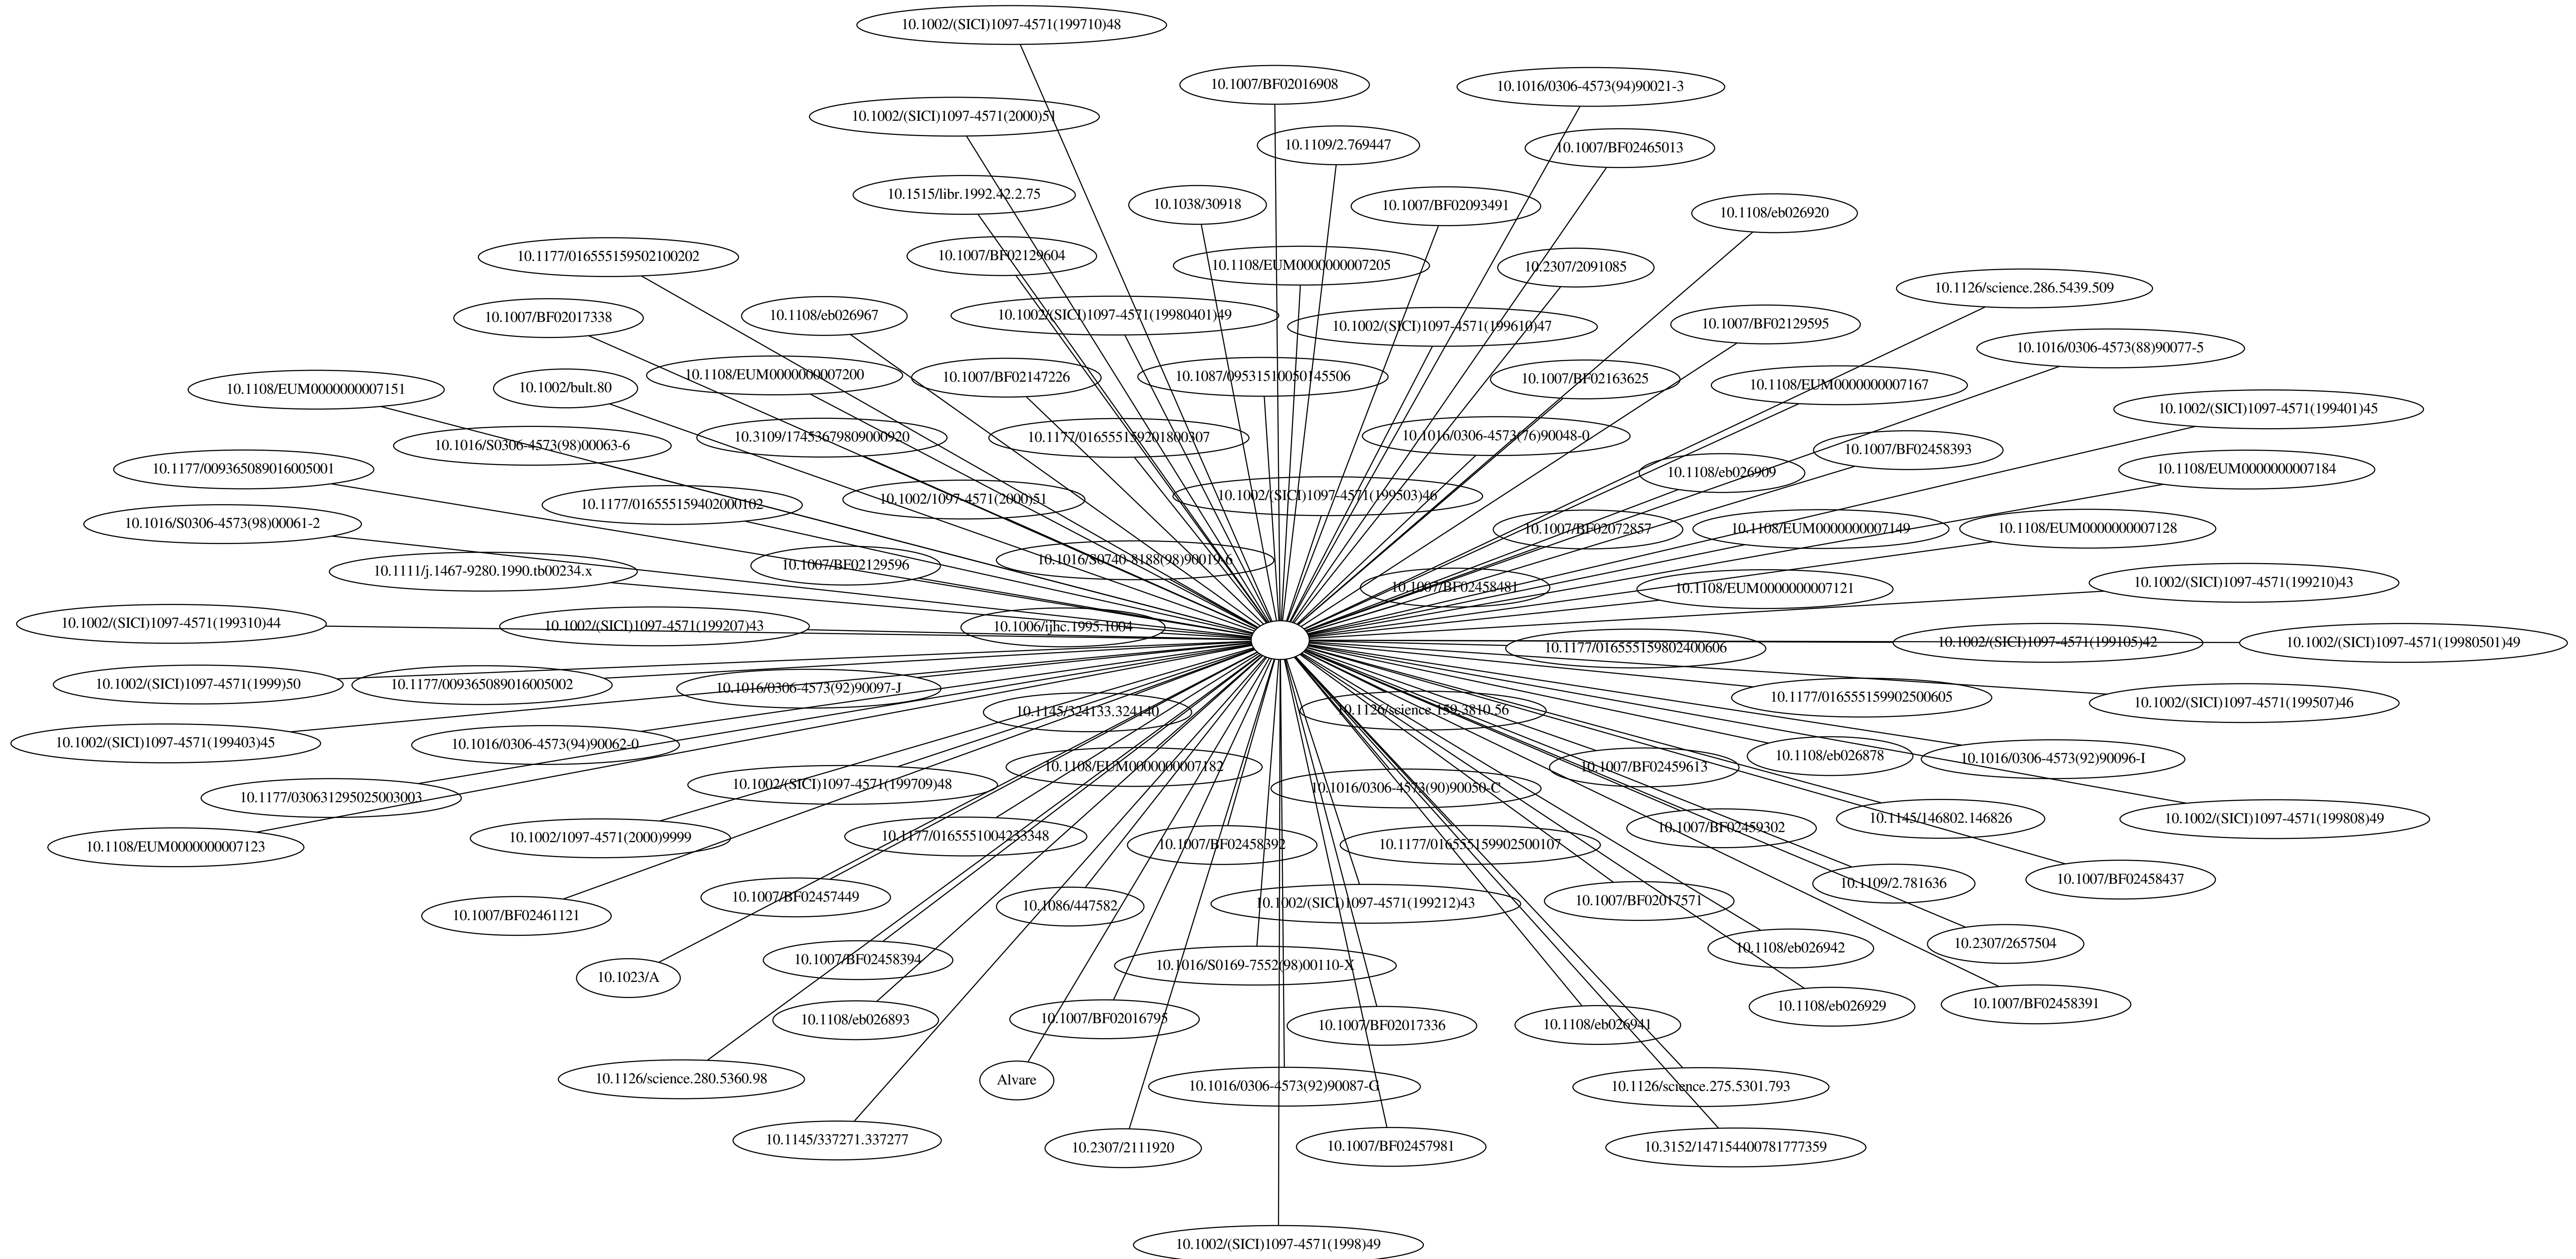 10.1002/(SICI)1097-4571(199710)48
10.1007/BF02016908
10.1016/0306-4573(94)90021-3
10.1002/(SICI)1097-4571(2000)51
10.1109/2.769447
10.1007/BF02465013
10.1515/libr.1992.42.2.75
10.1038/30918
10.1007/BF02093491
10.1108/eb026920
10.1177/016555159502100202
10.1007/BF02129604
10.1108/EUM0000000007205
10.2307/2091085
10.1126/science.286.5439.509
10.1007/BF02017338
10.1108/eb026967
10.1002/(SICI)1097-4571(19980401)49
10.1002/(SICI)1097-4571(199610)47
10.1007/BF02129595
10.1016/0306-4573(88)90077-5
10.1108/EUM0000000007151
10.1002/bult.80
10.1108/EUM0000000007200
10.1007/BF02147226
10.1087/09531510050145506
10.1007/BF02163625
10.1108/EUM0000000007167
10.1002/(SICI)1097-4571(199401)45
10.1016/S0306-4573(98)00063-6
10.3109/17453679809000920
10.1177/016555159201800307
10.1016/0306-4573(76)90048-0
10.1007/BF02458393
10.1177/009365089016005001
10.1108/eb026909
10.1108/EUM0000000007184
10.1177/016555159402000102
10.1002/1097-4571(2000)51
10.1002/(SICI)1097-4571(199503)46
10.1016/S0306-4573(98)00061-2
10.1007/BF02072857
10.1108/EUM0000000007149
10.1108/EUM0000000007128
10.1111/j.1467-9280.1990.tb00234.x
10.1007/BF02129596
10.1016/S0740-8188(98)90019-6
10.1007/BF02458481
10.1108/EUM0000000007121
10.1002/(SICI)1097-4571(199210)43
10.1002/(SICI)1097-4571(199310)44
10.1002/(SICI)1097-4571(199207)43
10.1006/ijhc.1995.1004
10.1177/016555159802400606
10.1002/(SICI)1097-4571(199105)42
10.1002/(SICI)1097-4571(19980501)49
10.1002/(SICI)1097-4571(1999)50
10.1177/009365089016005002
10.1016/0306-4573(92)90097-J
10.1177/016555159902500605
10.1002/(SICI)1097-4571(199507)46
10.1145/324133.324140
10.1126/science.159.3810.56
10.1002/(SICI)1097-4571(199403)45
10.1016/0306-4573(94)90062-0
10.1108/EUM0000000007182
10.1007/BF02459613
10.1108/eb026878
10.1016/0306-4573(92)90096-I
10.1177/030631295025003003
10.1002/(SICI)1097-4571(199709)48
10.1016/0306-4573(90)90050-C
10.1145/146802.146826
10.1002/(SICI)1097-4571(199808)49
10.1108/EUM0000000007123
10.1002/1097-4571(2000)9999
10.1177/0165551004233348
10.1007/BF02458392
10.1177/016555159902500107
10.1007/BF02459302
10.1109/2.781636
10.1007/BF02458437
10.1007/BF02461121
10.1007/BF02457449
10.1086/447582
10.1002/(SICI)1097-4571(199212)43
10.1007/BF02017571
10.1108/eb026942
10.2307/2657504
10.1023/A
10.1007/BF02458394
10.1016/S0169-7552(98)00110-X
10.1108/eb026929
10.1007/BF02458391
10.1108/eb026893
10.1007/BF02016795
10.1007/BF02017336
10.1108/eb026941
10.1126/science.280.5360.98
Alvare
10.1016/0306-4573(92)90087-G
10.1126/science.275.5301.793
10.1145/337271.337277
10.2307/2111920
10.1007/BF02457981
10.3152/147154400781777359
10.1002/(SICI)1097-4571(1998)49